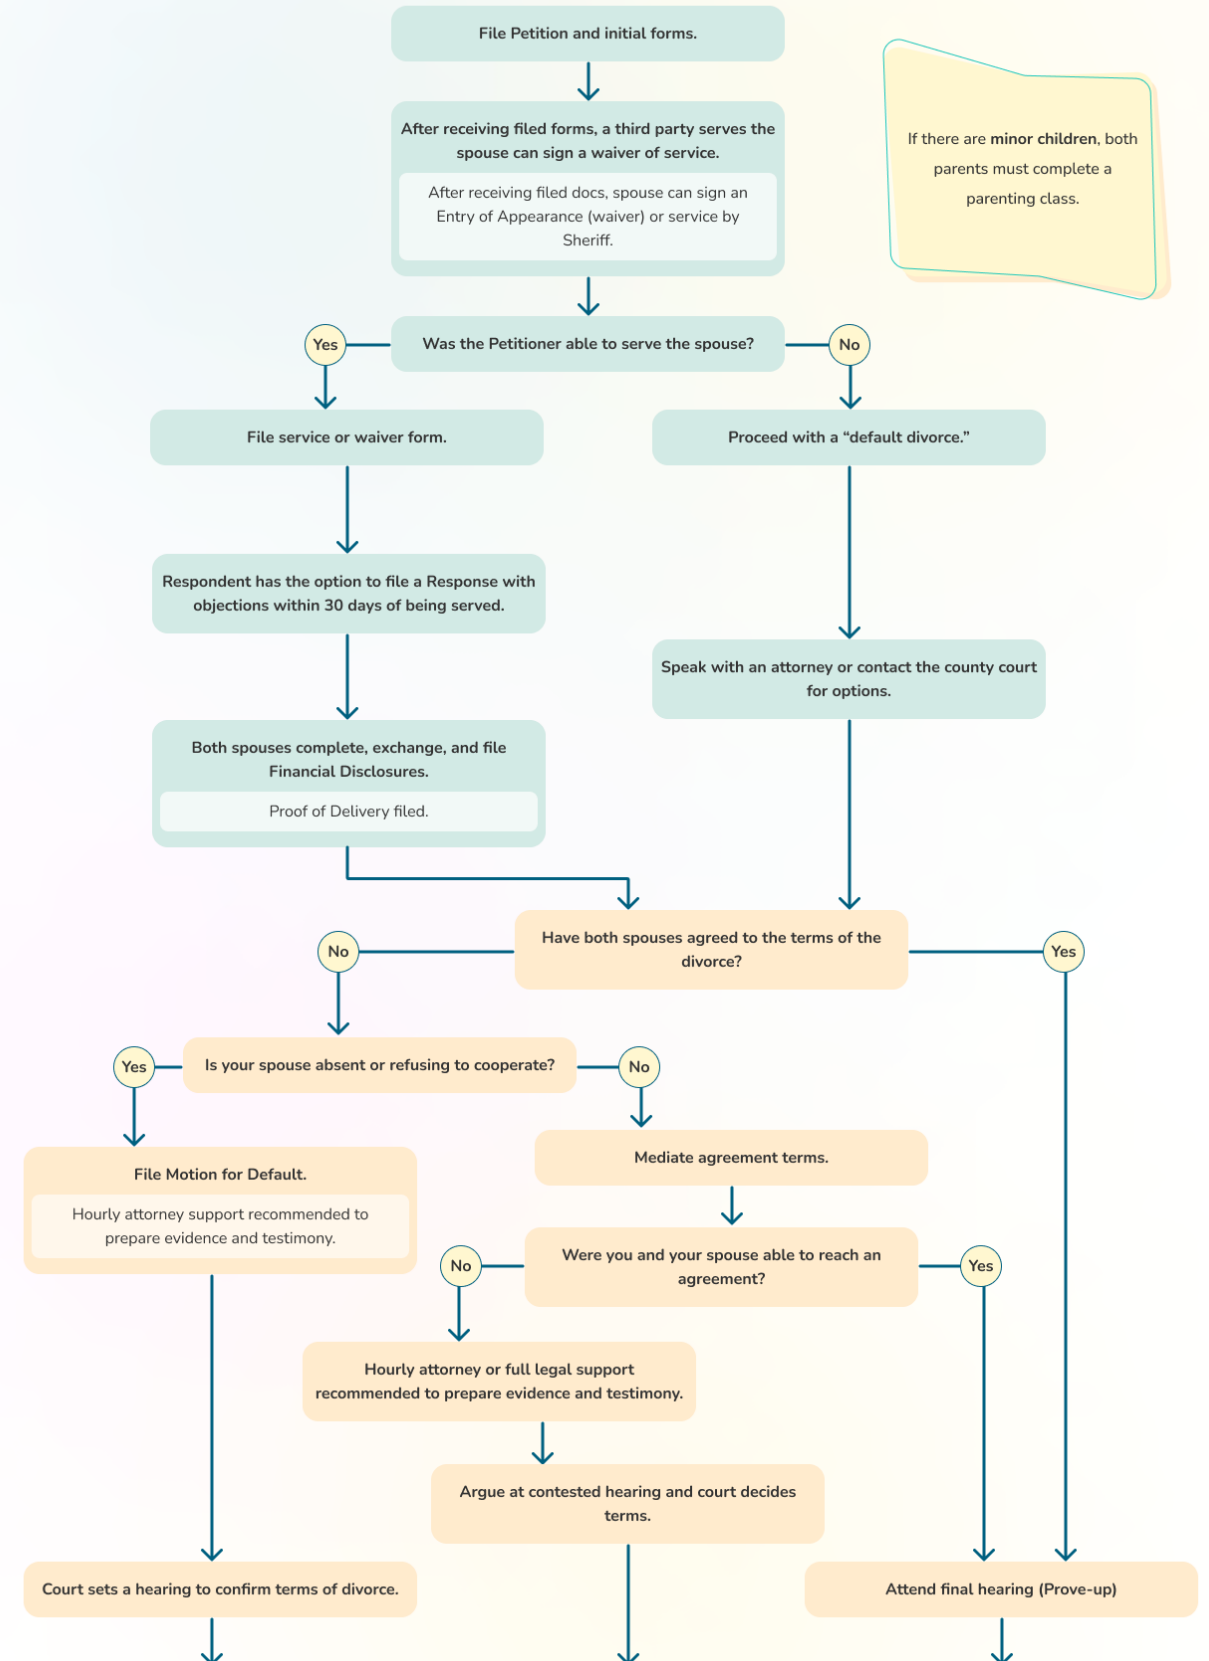 File Petition and initial forms.
After receiving filed forms, a third party serves the
spouse can sign a waiver of service.
After receiving filed docs, spouse can sign an
Entry of Appearance (waiver) or service by
Sheriff.
If there are minor children, both
parents must complete a
parenting class.
Yes
Was the Petitioner able to serve the spouse?
No
File service or waiver form.
Proceed with a “default divorce.”
Respondent has the option to file a Response with
objections within 30 days of being served.
Speak with an attorney or contact the county court
for options.
Both spouses complete, exchange, and file
Financial Disclosures.
Proof of Delivery filed.
No
Have both spouses agreed to the terms of the
divorce?
Yes
Yes
Is your spouse absent or refusing to cooperate?
No
File Motion for Default.
Hourly attorney support recommended to
prepare evidence and testimony.
Mediate agreement terms.
No
Were you and your spouse able to reach an
agreement?
Yes
Hourly attorney or full legal support
recommended to prepare evidence and testimony.
Argue at contested hearing and court decides
terms.
Court sets a hearing to confirm terms of divorce.
Attend final hearing (Prove-up)